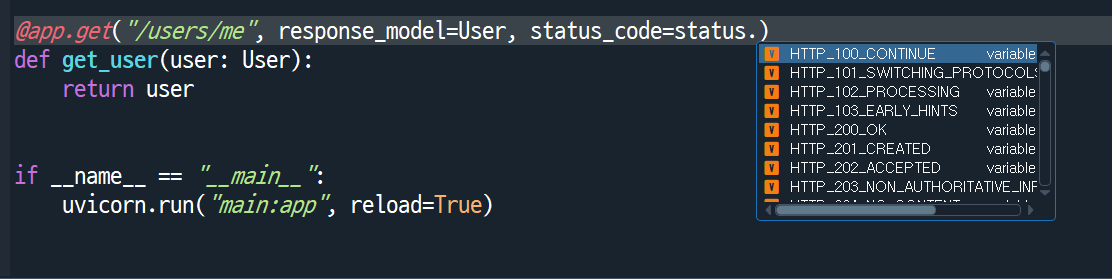 @app.get("/users/me", response_model=User, status_code=status.)
def get_user(user: User):
    return user
if __name__ == "__main__":
    uvicorn.run("main:app", reload=True)
HTTP_100_CONTINUE variable
HTTP_101_SWITCHING_PROTOCOLS
HTTP_102_PROCESSING variable
HTTP_103_EARLY_HINTS variable
HTTP_200_OK variable
HTTP_201_CREATED variable
HTTP_202_ACCEPTED variable
HTTP_203_NON_AUTHORITATIVE_INF